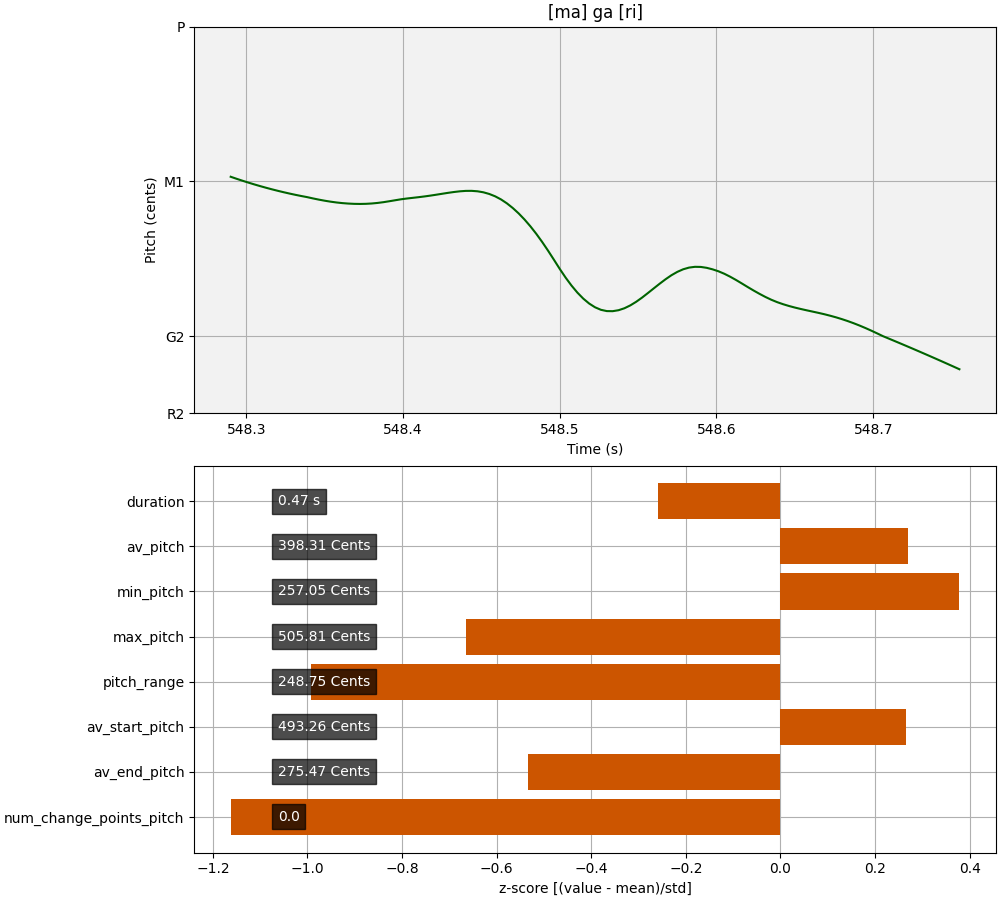 [ma] ga [ri]
P
M1
G2
R2
Pitch (cents)
548.3 548.4 548.5 548.6 548.7
Time (s)
duration 0.47 s
av_pitch 398.31 Cents
min_pitch 257.05 Cents
max_pitch 505.81 Cents
pitch_range 248.75 Cents
av_start_pitch 493.26 Cents
av_end_pitch 275.47 Cents
num_change_points_pitch 0.0
−1.2 −1.0 −0.8 −0.6 −0.4 −0.2 0.0 0.2 0.4
z-score [(value - mean)/std]